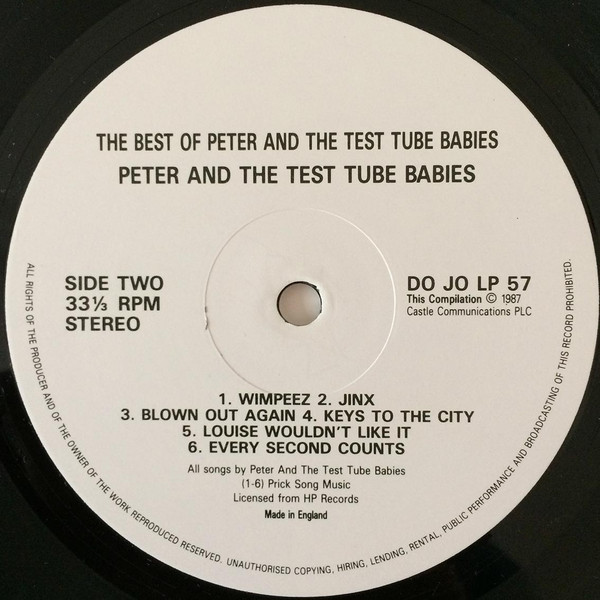 THE BEST OF PETER AND THE TEST TUBE BABIES
PETER AND THE TEST TUBE BABIES
SIDE TWO
33⅓ RPM
STEREO
DO JO LP 57
This Compilation © 1987
Castle Communications PLC
1. WIMPEEZ 2. JINX
3. BLOWN OUT AGAIN 4. KEYS TO THE CITY
5. LOUISE WOULDN'T LIKE IT
6. EVERY SECOND COUNTS
All songs by Peter And The Test Tube Babies
(1-6) Prick Song Music
Licensed from HP Records
Made in England
ALL RIGHTS OF THE PRODUCER AND OF THE OWNER OF THE WORK REPRODUCED RESERVED. UNAUTHORISED COPYING, HIRING, LENDING, RENTAL, PUBLIC PERFORMANCE AND BROADCASTING OF THIS RECORD PROHIBITED.